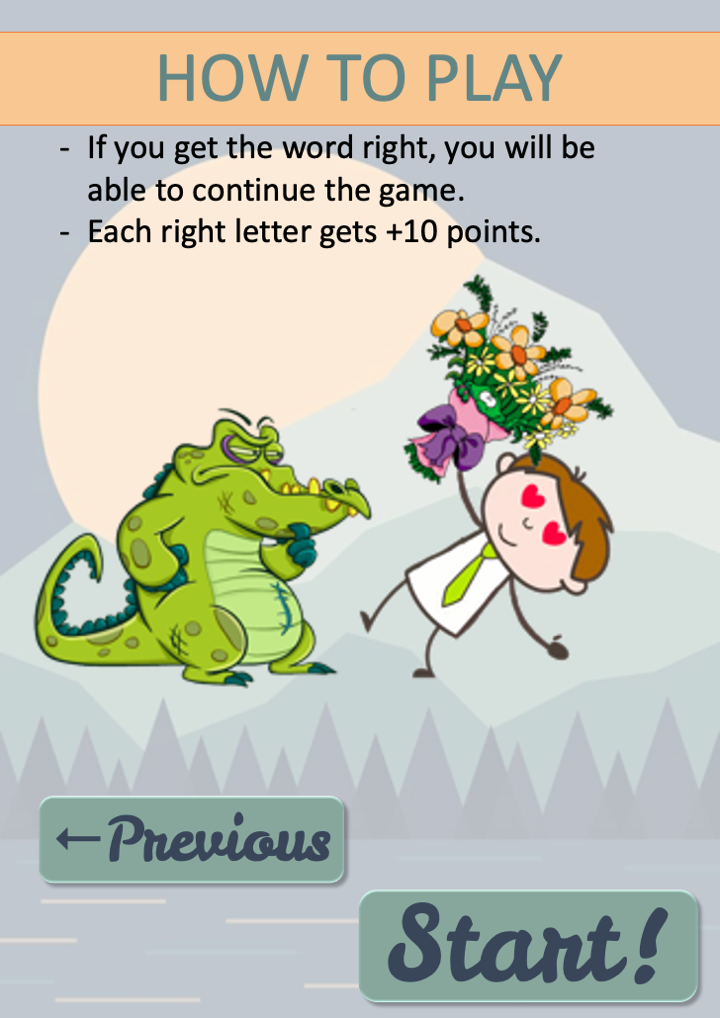 HOW TO PLAY
- If you get the word right, you will be
able to continue the game.
- Each right letter gets +10 points.
←Previous
Start!